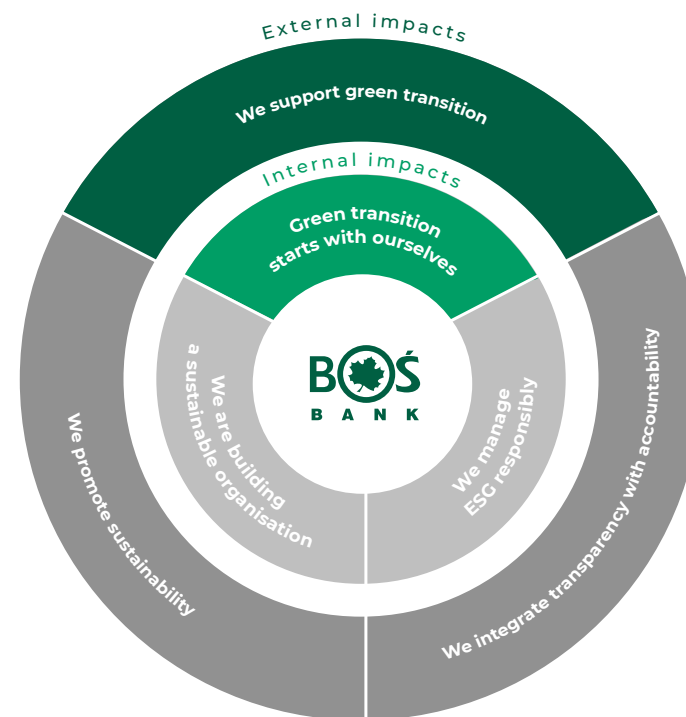 External impacts
We support green transition
Internal impacts
Green transition
starts with ourselves
BOŚ
BANK
We are building
a sustainable organisation
We manage
ESG responsibly
We promote sustainability
We integrate transparency with accountability